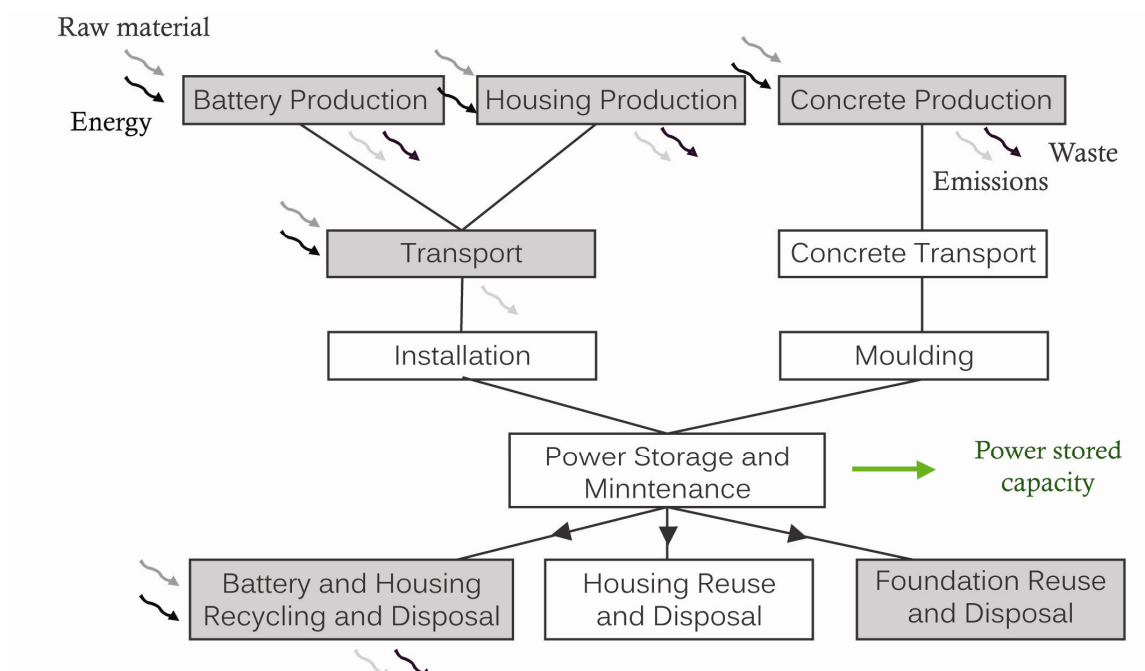 Raw material
Energy
Battery Production
Housing Production
Concrete Production
Waste
Emissions
Transport
Concrete Transport
Installation
Moulding
Power Storage and
Minntenance
Power stored
capacity
Battery and Housing
Recycling and Disposal
Housing Reuse
and Disposal
Foundation Reuse
and Disposal